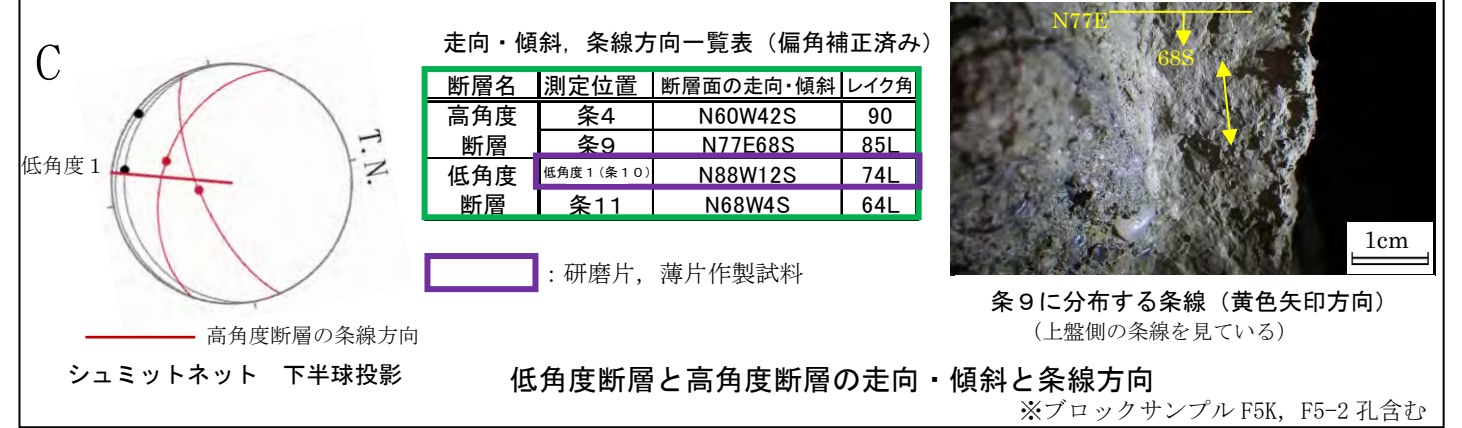 C
T.N.
低角度1
高角度断層の条線方向
シュミットネット 下半球投影
走向・傾斜，条線方向一覧表（偏角補正済み）
断層名 測定位置 断層面の走向・傾斜 レイク角
高角度 条4 N60W42S 90
断層 条9 N77E68S 85L
低角度 低角度1(条10) N88W12S 74L
断層 条11 N68W4S 64L
：研磨片，薄片作製試料
N77E
68S
1cm
条９に分布する条線（黄色矢印方向）
（上盤側の条線を見ている）
低角度断層と高角度断層の走向・傾斜と条線方向
※ブロックサンプル F5K，F5-2 孔含む